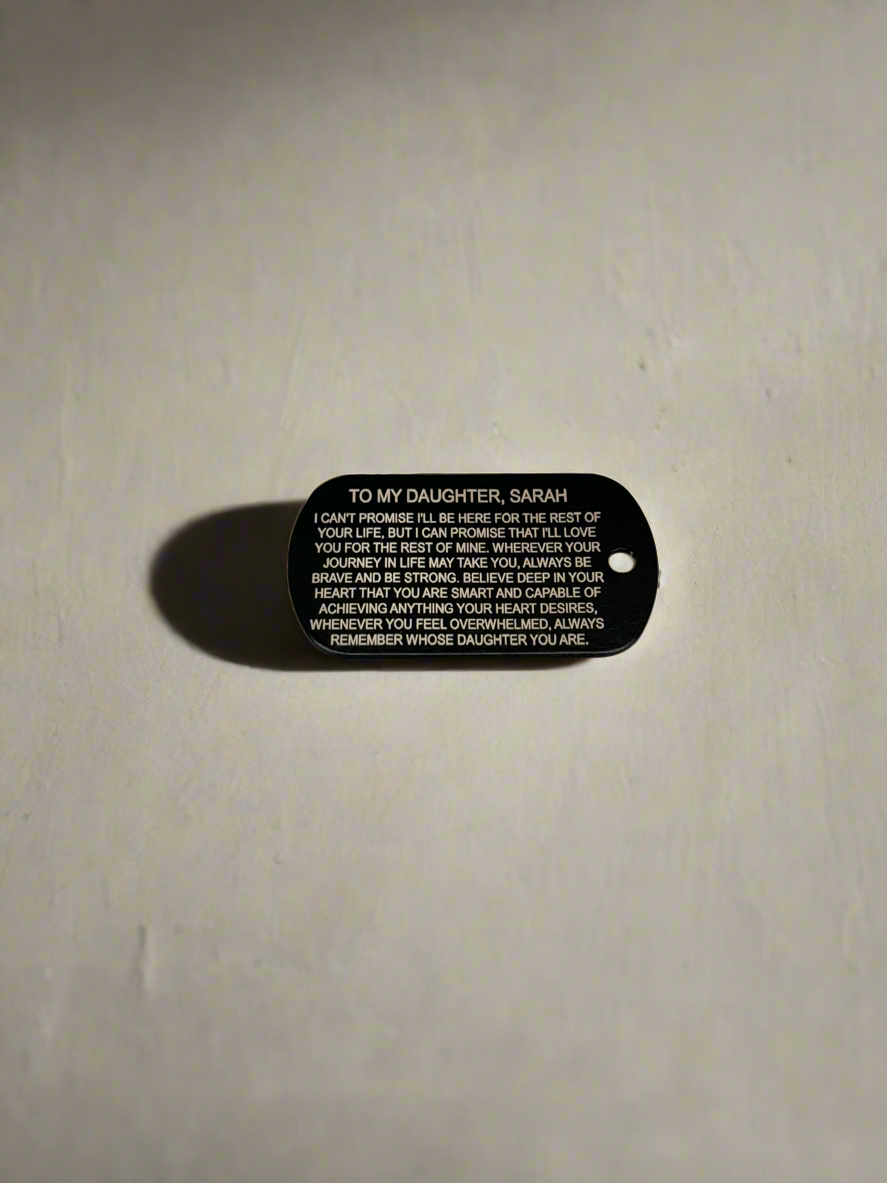 TO MY DAUGHTER, SARAH
I CAN'T PROMISE I'LL BE HERE FOR THE REST OF
YOUR LIFE, BUT I CAN PROMISE THAT I'LL LOVE
YOU FOR THE REST OF MINE. WHEREVER YOUR
JOURNEY IN LIFE MAY TAKE YOU, ALWAYS BE
BRAVE AND BE STRONG. BELIEVE DEEP IN YOUR
HEART THAT YOU ARE SMART AND CAPABLE OF
ACHIEVING ANYTHING YOUR HEART DESIRES,
WHENEVER YOU FEEL OVERWHELMED, ALWAYS
REMEMBER WHOSE DAUGHTER YOU ARE.